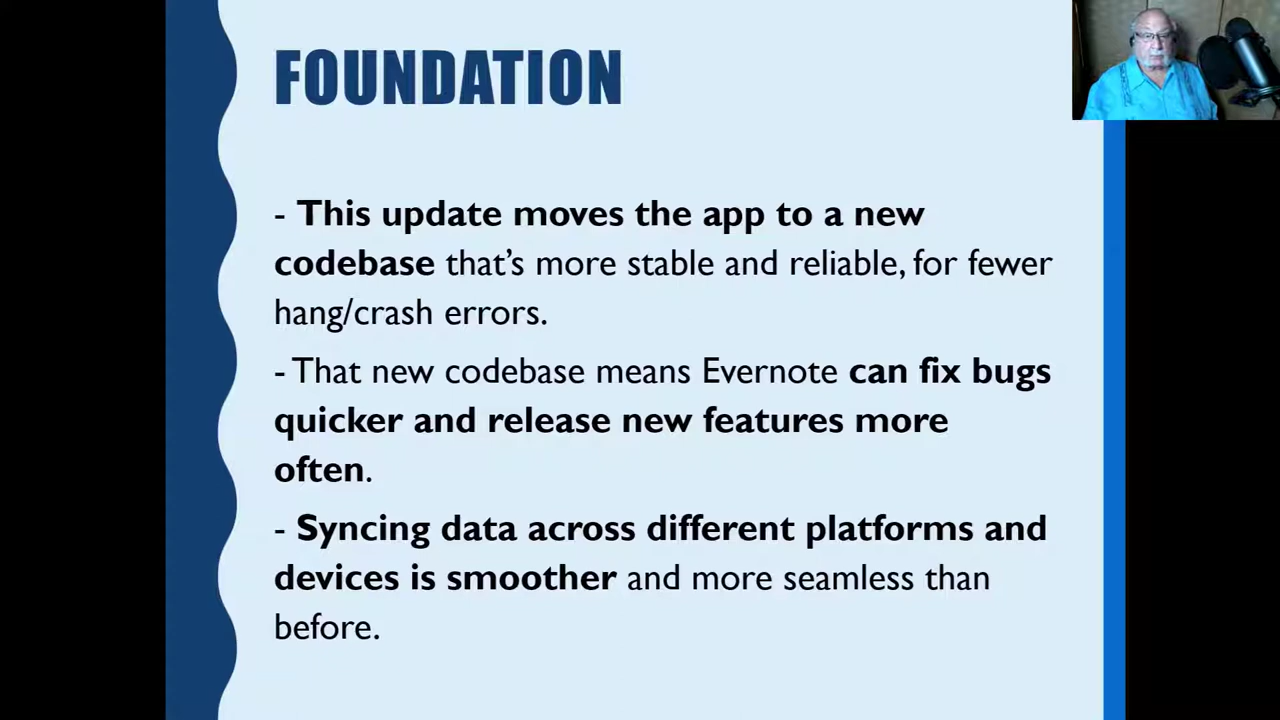 FOUNDATION
- This update moves the app to a new
codebase that's more stable and reliable, for fewer
hang/crash errors.
- That new codebase means Evernote can fix bugs
quicker and release new features more
often.
- Syncing data across different platforms and
devices is smoother and more seamless than
before.